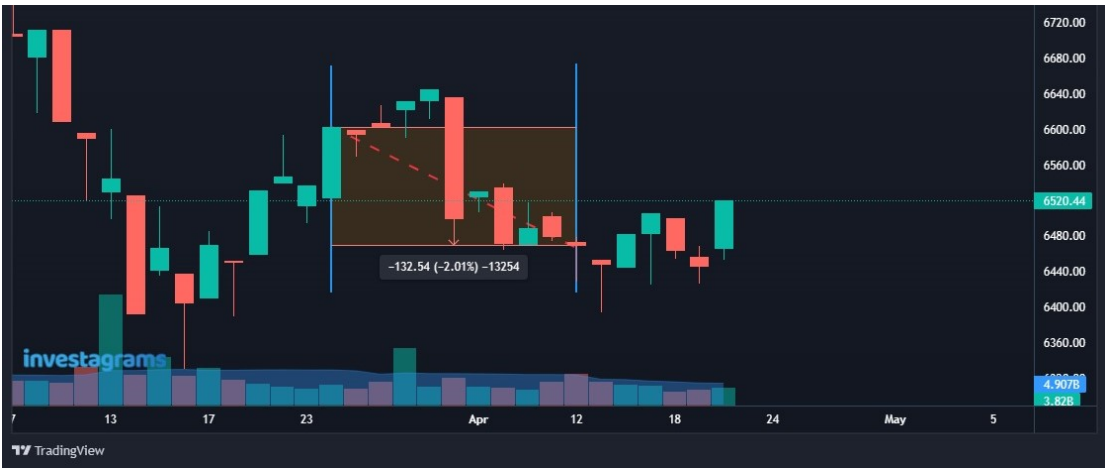 6720.00
6680.00
6640.00
6600.00
6560.00
6520.44
6480.00
6440.00
6400.00
6360.00
−132.54 (−2.01%) −13254
investagrams
4.907B
3.82B
7 13 17 23 Apr 12 18 24 May 5
TradingView